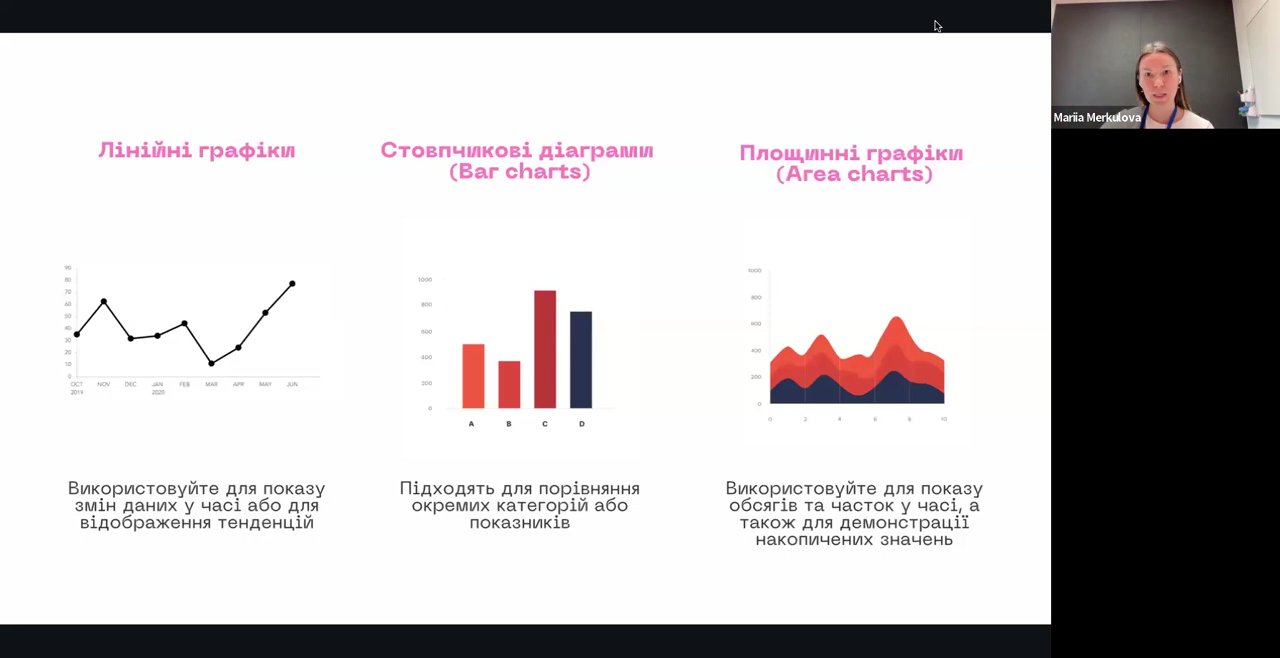 Mariia Merkulova
Лінійні графіки
90
80
70
60
50
40
30
20
10
0
OCT NOV DEC JAN FEB MAR APR MAY JUN
2019 2020
Використовуйте для показу
змін даних у часі або для
відображення тенденцій
Стовпчикові діаграми
(Bar charts)
1000
800
600
400
200
0
A B C D
Підходять для порівняння
окремих категорій або
показників
Площинні графіки
(Area charts)
1000
800
600
400
200
0
0 2 4 6 8 10
Використовуйте для показу
обсягів та часток у часі, а
також для демонстрації
накопичених значень